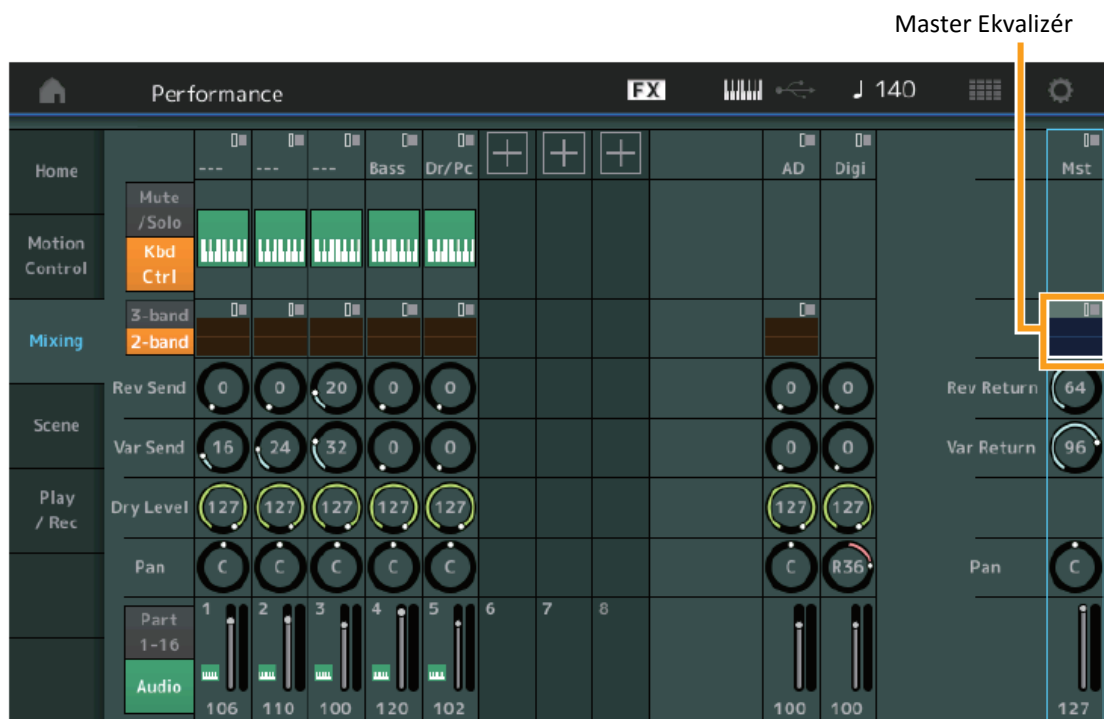 Master Ekvalizér
Performance FX 140
Home --- --- --- Bass Dr/Pc AD Digi Mst
Mute
/Solo
Motion
Control
Kbd
Ctrl
3-band
Mixing 2-band
Rev Send 0 0 20 0 0 0 0 Rev Return 64
Scene
Var Send 16 24 32 0 0 0 0 Var Return 96
Play
/ Rec
Dry Level 127 127 127 127 127 127 127
Pan C C C C C C R36 Pan C
1 2 3 4 5 6 7 8
Part
1-16
Audio
106 110 100 120 102 100 100 127